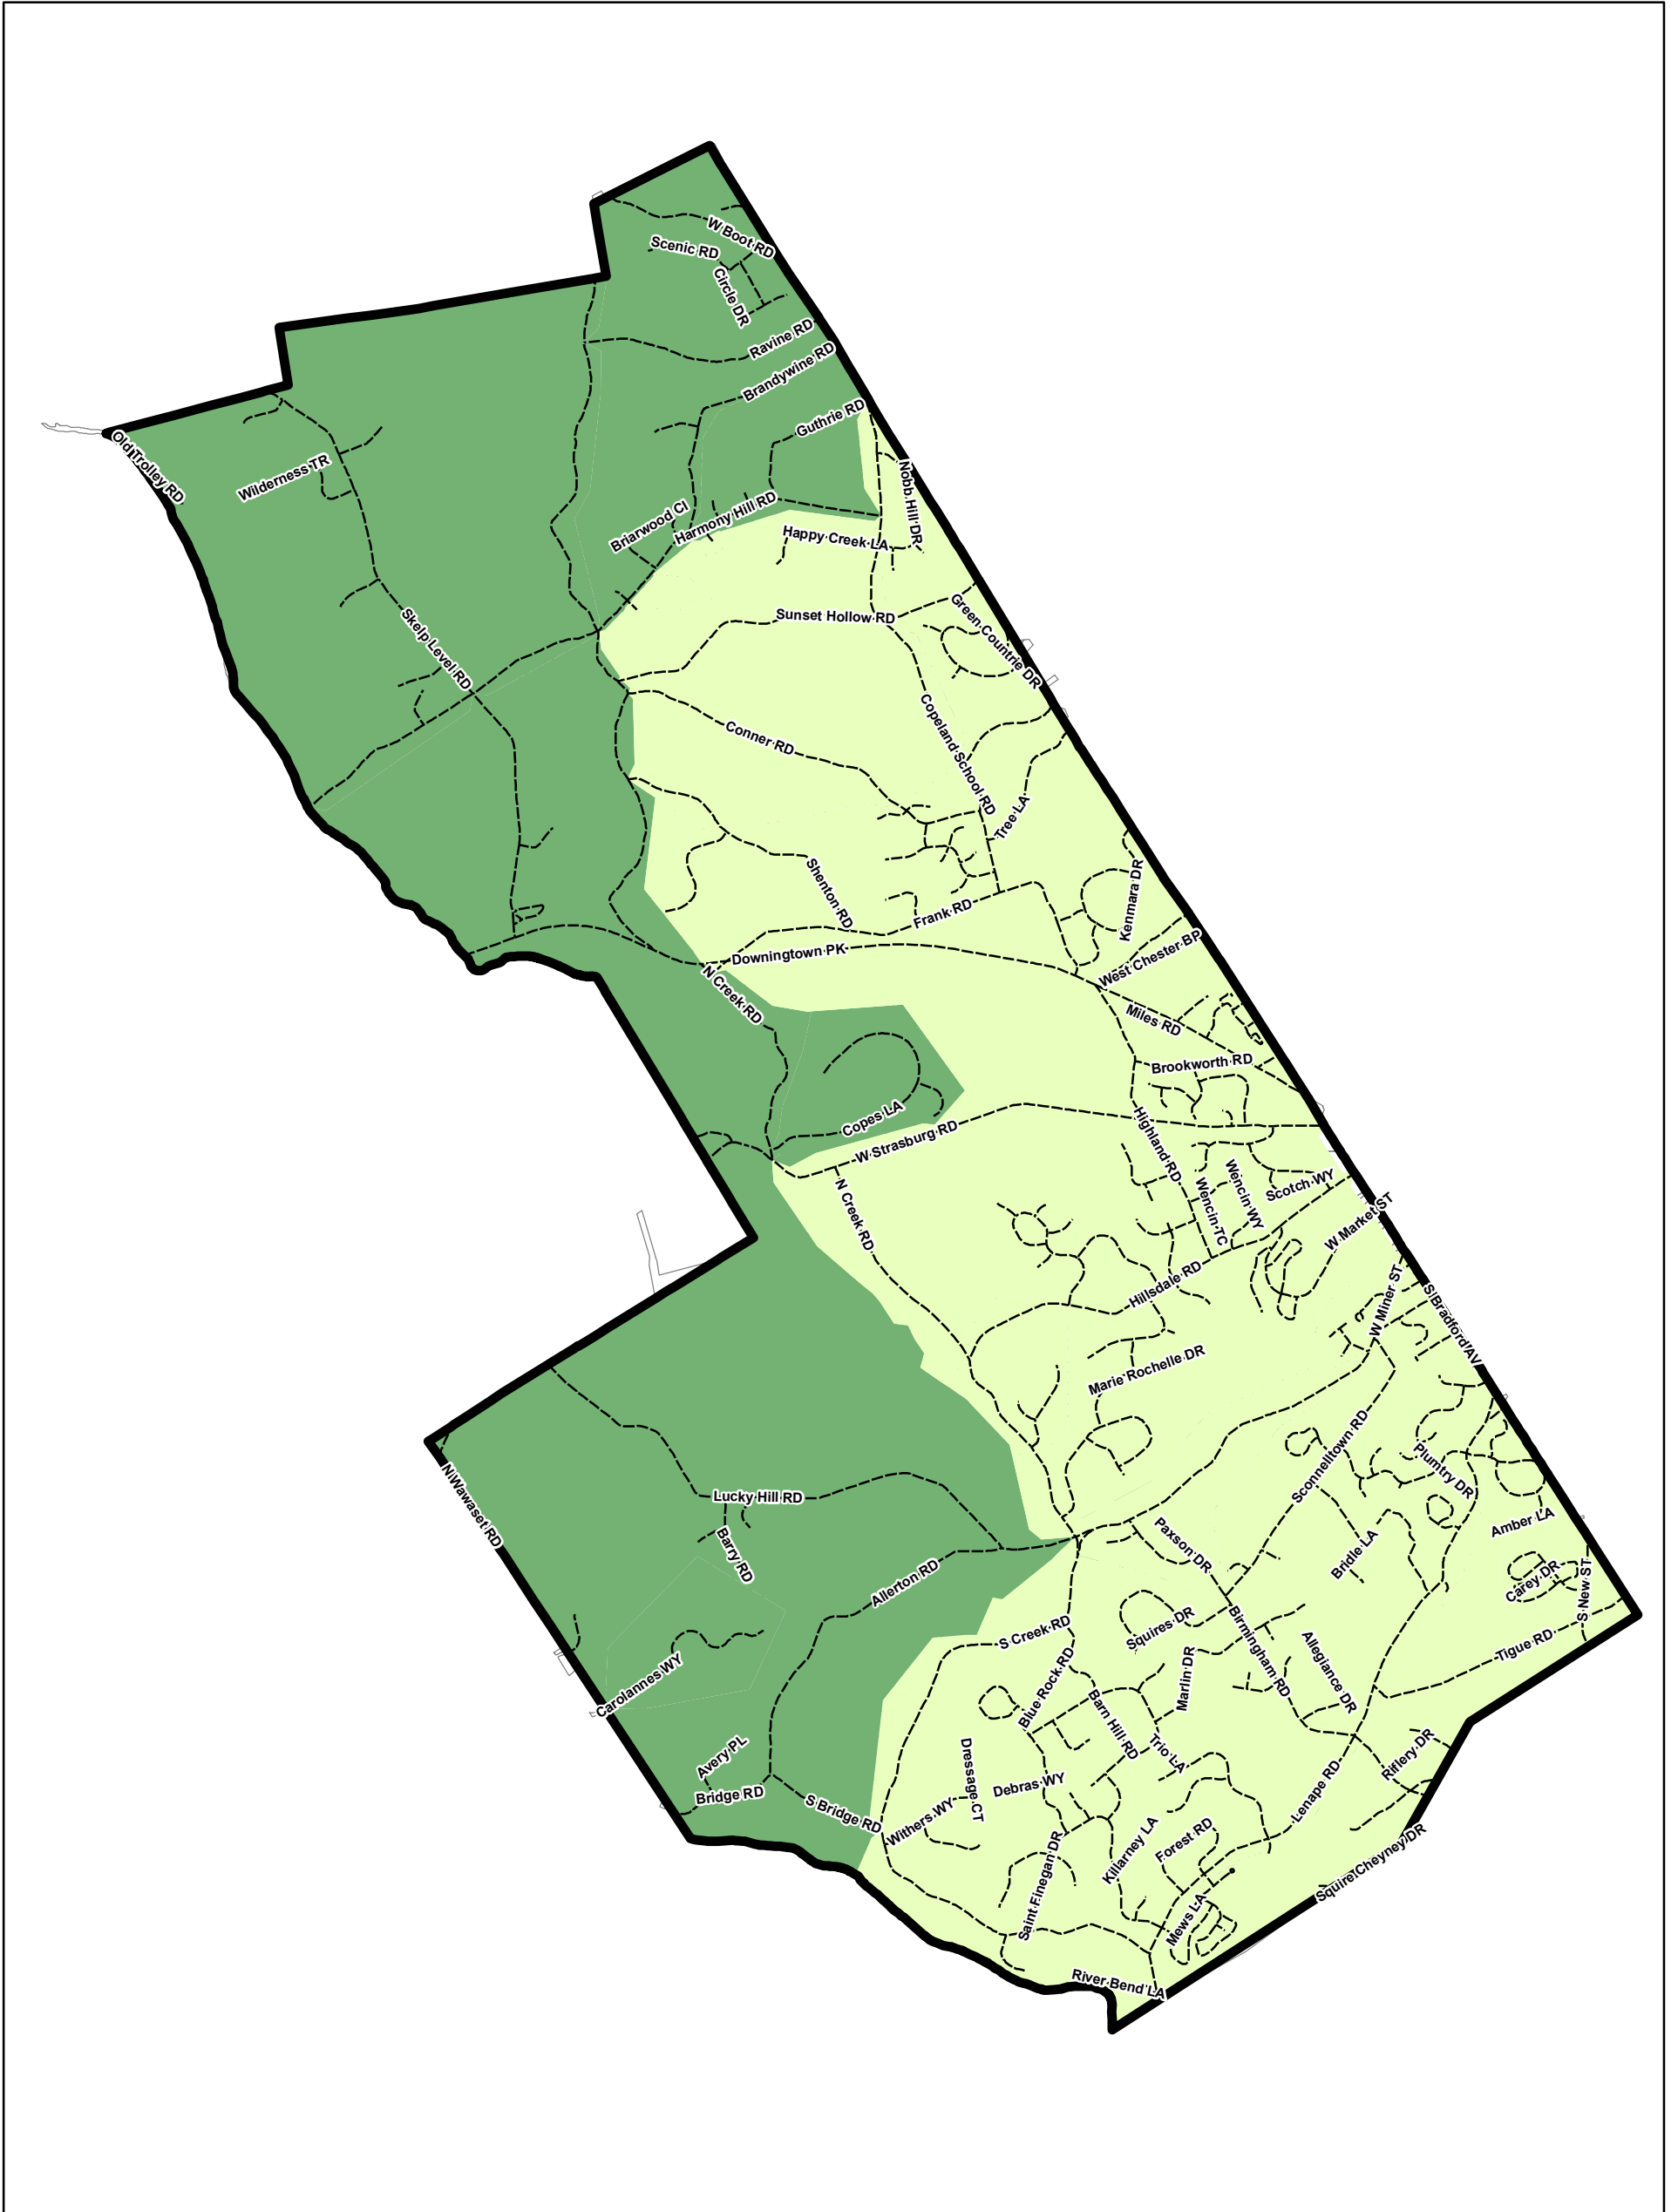 W Boot RD
Scenic RD
Circle DR
Ravine RD
Brandywine RD
Guthrie RD
Old Trolley RD
Wilderness TR
Nobb Hill DR
Briarwood CI
Harmony Hill RD
Happy Creek LA
Skelp Level RD
Sunset Hollow RD
Green Countrie DR
Conner RD
Copeland School RD
Tree LA
Shenton RD
Kenmara DR
Frank RD
Downingtown PK
West Chester BP
N Creek RD
Miles RD
Brookworth RD
Copes LA
W Strasburg RD
Highland RD
N Creek RD
Wencin TC
Wencin WY
Scotch WY
W Market ST
Hillsdale RD
W Miner ST
S Bradford AV
Marie Rochelle DR
Sconnelltown RD
Plumtry DR
N Wawaset RD
Lucky Hill RD
Barry RD
Paxson DR
Amber LA
Bridle LA
Allerton RD
Carey DR
S New ST
S Creek RD
Squires DR
Birmingham RD
Tigue RD
Carolannes WY
Blue Rock RD
Marlin DR
Allegiance DR
Barn Hill RD
Avery PL
Dressage CT
Trio LA
Riflery DR
Bridge RD
Debras WY
Lenape RD
S Bridge RD
Withers WY
Forest RD
Killarney LA
Squire Cheyney DR
Saint Finegan DR
Mews LA
River Bend LA